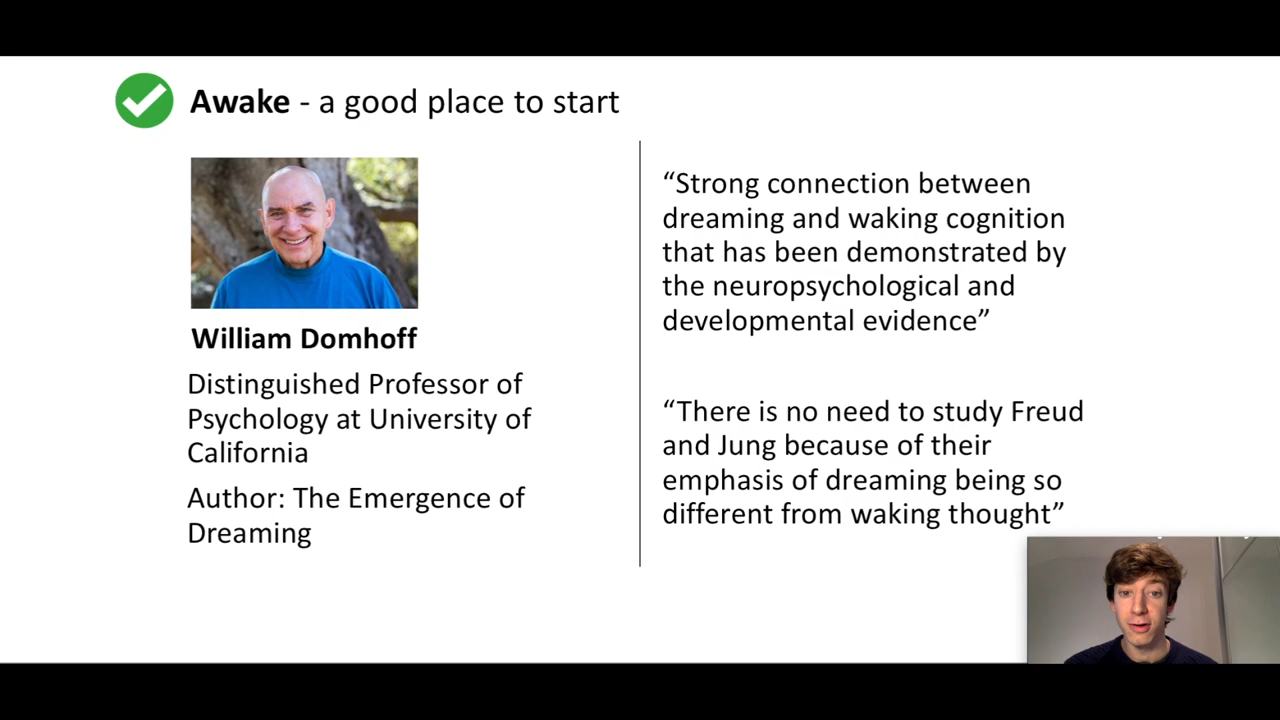 Awake - a good place to start
William Domhoff
Distinguished Professor of
Psychology at University of
California
Author: The Emergence of
Dreaming
“Strong connection between
dreaming and waking cognition
that has been demonstrated by
the neuropsychological and
developmental evidence”
“There is no need to study Freud
and Jung because of their
emphasis of dreaming being so
different from waking thought”